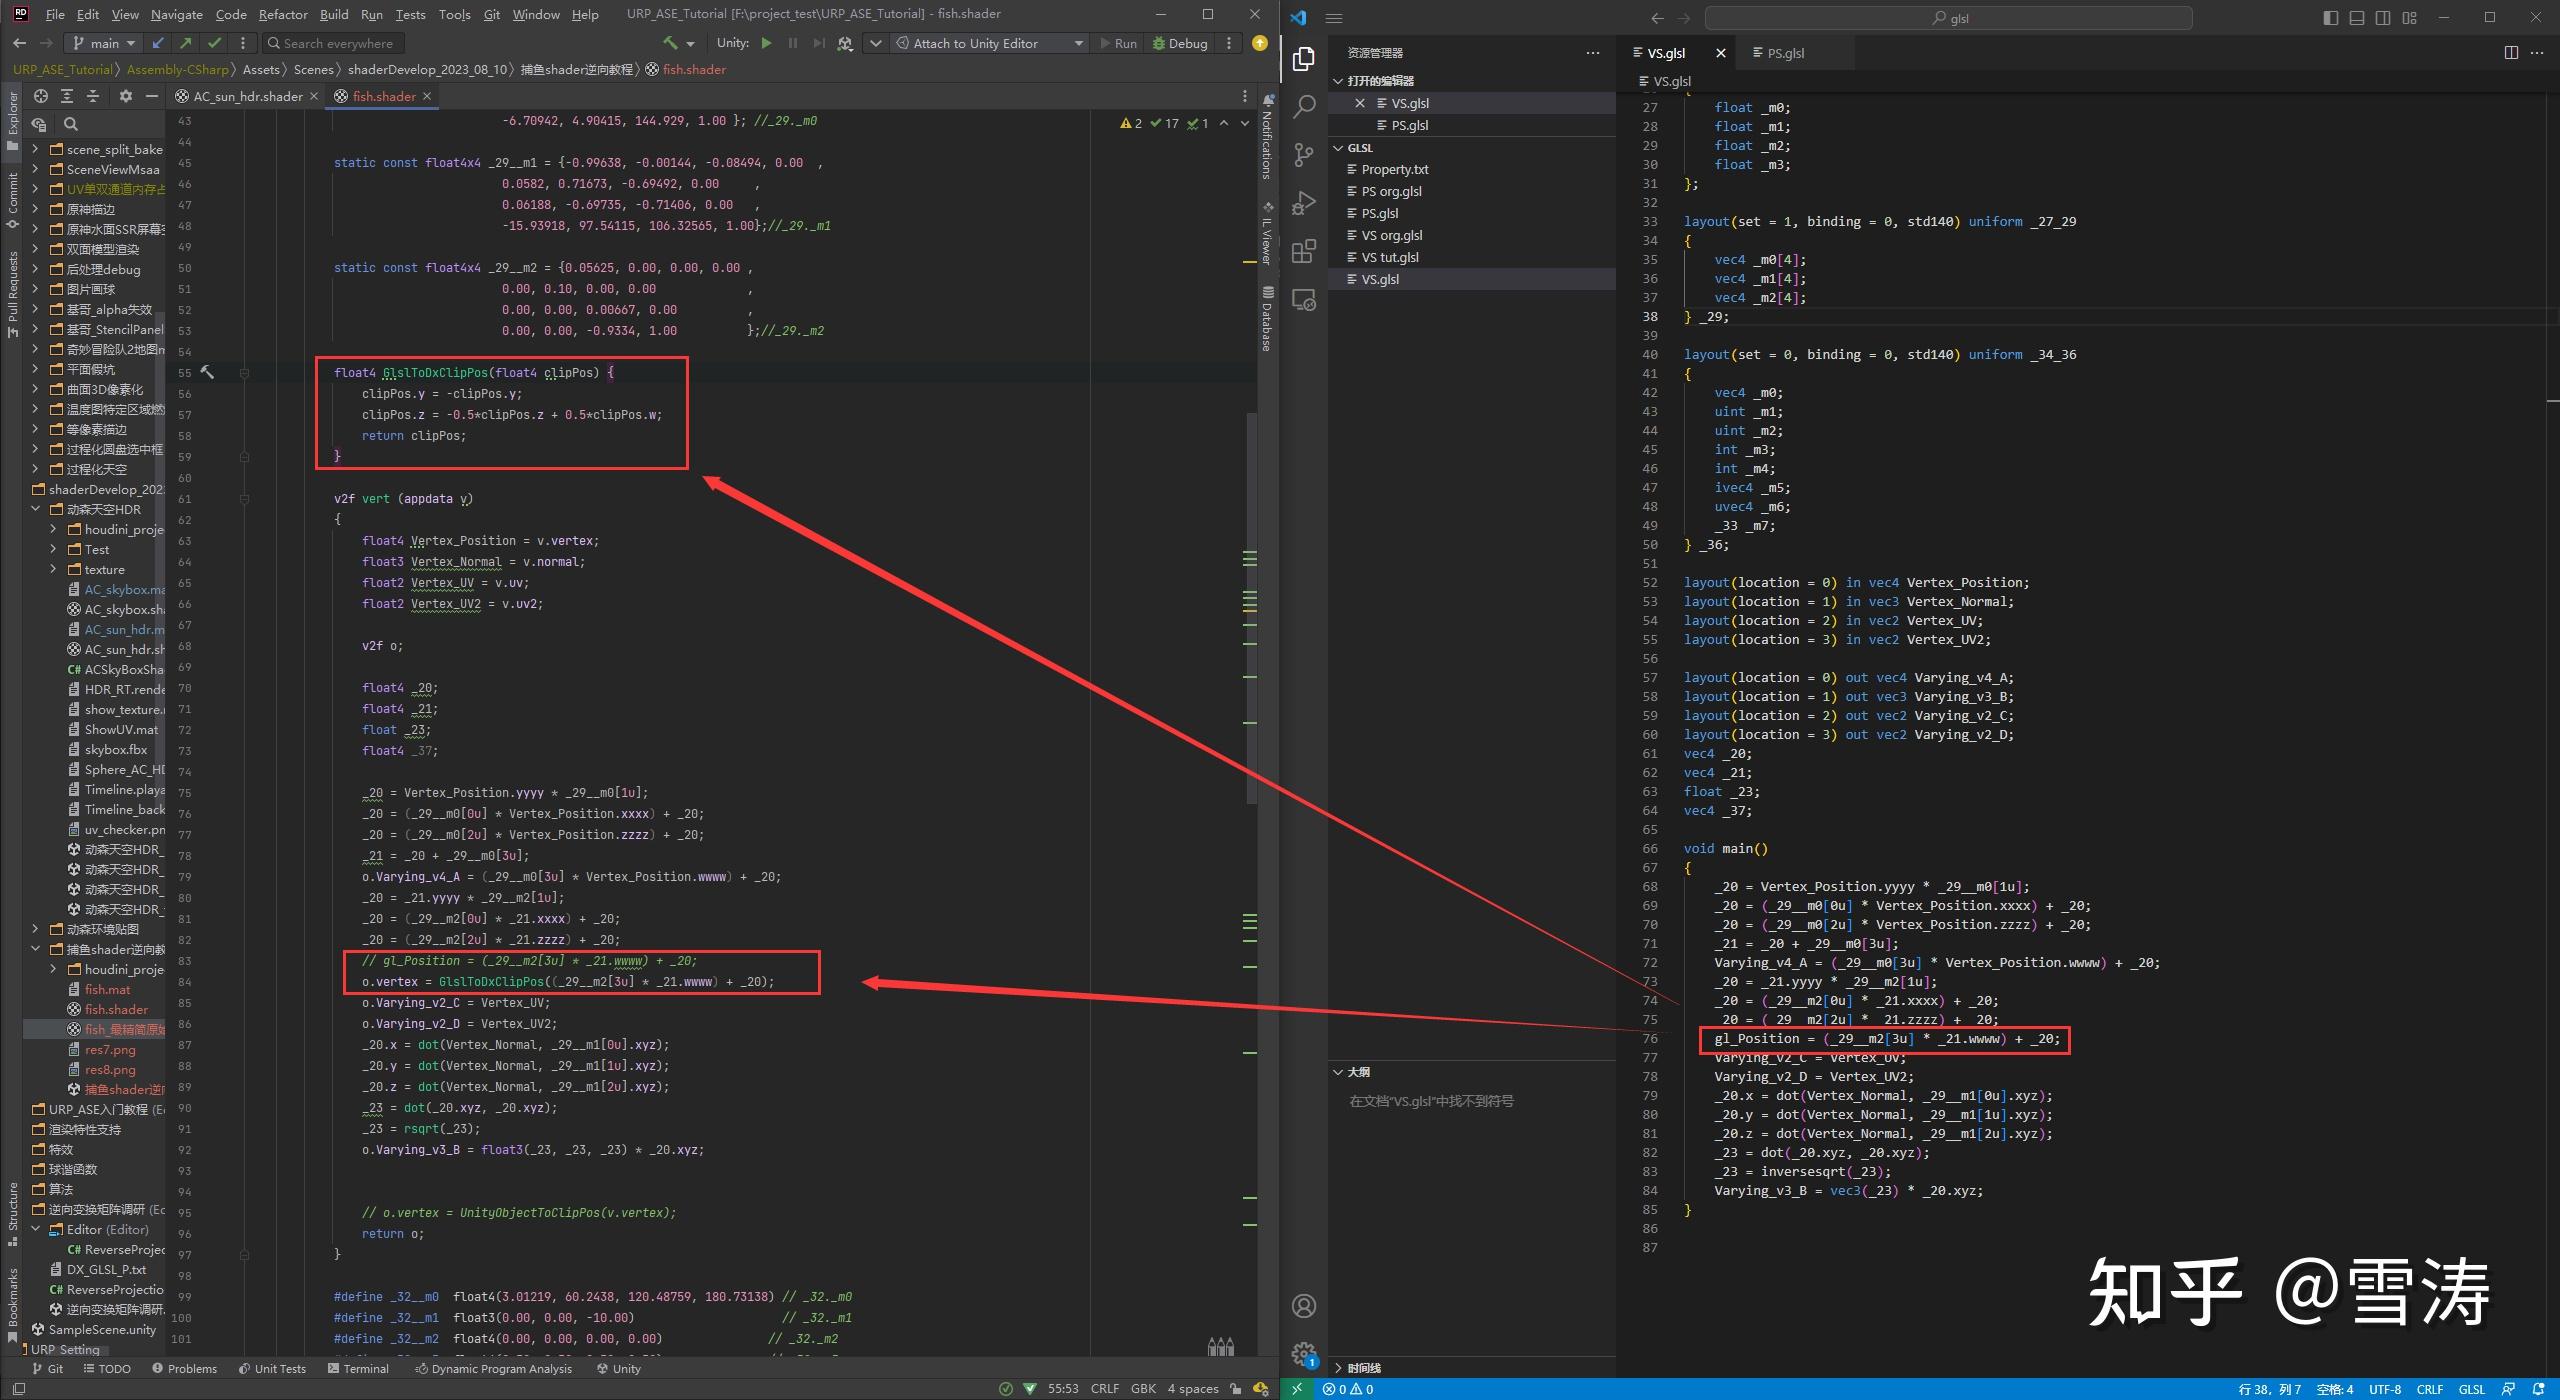 File Edit View Navigate Code Refactor Build Run Tests Tools Git Window Help URP_ASE_Tutorial [F:\project_test\URP_ASE_Tutorial] - fish.shader
main Search everywhere Unity: Attach to Unity Editor Run Debug
URP_ASE_Tutorial Assembly-CSharp Assets Scenes shaderDevelop_2023_08_10 捕鱼shader逆向教程 fish.shader
AC_sun_hdr.shader fish.shader
2 17 1
Explorer
Commit
Pull Requests
Structure
Bookmarks
scene_split_bake
SceneViewMsaa
UV单双通道内存占
原神描边
原神水面SSR屏幕空
双面模型渲染
后处理debug
图片画球
基哥_alpha失效
基哥_StencilPanel
奇妙冒险队2地图m
平面假坑
曲面3D像素化
温度图特定区域燃
等像素描边
过程化圆盘选中框
过程化天空
shaderDevelop_202
动森天空HDR
houdini_proje
Test
texture
AC_skybox.ma
AC_skybox.sha
AC_sun_hdr.m
AC_sun_hdr.sh
C# ACSkyBoxSha
HDR_RT.rende
show_texture.
ShowUV.mat
skybox.fbx
Sphere_AC_HD
Timeline.playa
Timeline_back
uv_checker.pn
动森天空HDR_
动森天空HDR_
动森天空HDR_
动森天空HDR_
动森环境贴图
捕鱼shader逆向教
houdini_proje
fish.mat
fish.shader
fish_最精简原始
res7.png
res8.png
捕鱼shader逆向
URP_ASE入门教程 (Ec
渲染特性支持
特效
球谐函数
算法
逆向变换矩阵调研 (Ec
Editor (Editor)
C# ReverseProjec
DX_GLSL_P.txt
C# ReverseProjectio
逆向变换矩阵调研.
SampleScene.unity
URP Setting
43 -6.70942, 4.90415, 144.929, 1.00 }; //_29._m0
44
45 static const float4x4 _29__m1 = {-0.99638, -0.00144, -0.08494, 0.00 ,
46 0.0582, 0.71673, -0.69492, 0.00 ,
47 0.06188, -0.69735, -0.71406, 0.00 ,
48 -15.93918, 97.54115, 106.32565, 1.00};//_29._m1
49
50 static const float4x4 _29__m2 = {0.05625, 0.00, 0.00, 0.00 ,
51 0.00, 0.10, 0.00, 0.00 ,
52 0.00, 0.00, 0.00667, 0.00 ,
53 0.00, 0.00, -0.9334, 1.00 };//_29._m2
54
55 float4 GlslToDxClipPos(float4 clipPos) {
56 clipPos.y = -clipPos.y;
57 clipPos.z = -0.5*clipPos.z + 0.5*clipPos.w;
58 return clipPos;
59 }
60
61 v2f vert (appdata v)
62 {
63 float4 Vertex_Position = v.vertex;
64 float3 Vertex_Normal = v.normal;
65 float2 Vertex_UV = v.uv;
66 float2 Vertex_UV2 = v.uv2;
67
68 v2f o;
69
70 float4 _20;
71 float4 _21;
72 float _23;
73 float4 _37;
74
75 _20 = Vertex_Position.yyyy * _29__m0[1u];
76 _20 = (_29__m0[0u] * Vertex_Position.xxxx) + _20;
77 _20 = (_29__m0[2u] * Vertex_Position.zzzz) + _20;
78 _21 = _20 + _29__m0[3u];
79 o.Varying_v4_A = (_29__m0[3u] * Vertex_Position.wwww) + _20;
80 _20 = _21.yyyy * _29__m2[1u];
81 _20 = (_29__m2[0u] * _21.xxxx) + _20;
82 _20 = (_29__m2[2u] * _21.zzzz) + _20;
83 // gl_Position = (_29__m2[3u] * _21.wwww) + _20;
84 o.vertex = GlslToDxClipPos((_29__m2[3u] * _21.wwww) + _20);
85 o.Varying_v2_C = Vertex_UV;
86 o.Varying_v2_D = Vertex_UV2;
87 _20.x = dot(Vertex_Normal, _29__m1[0u].xyz);
88 _20.y = dot(Vertex_Normal, _29__m1[1u].xyz);
89 _20.z = dot(Vertex_Normal, _29__m1[2u].xyz);
90 _23 = dot(_20.xyz, _20.xyz);
91 _23 = rsqrt(_23);
92 o.Varying_v3_B = float3(_23, _23, _23) * _20.xyz;
93
94
95 // o.vertex = UnityObjectToClipPos(v.vertex);
96 return o;
97 }
98
99 #define _32__m0 float4(3.01219, 60.2438, 120.48759, 180.73138) // _32._m0
100 #define _32__m1 float3(0.00, 0.00, -10.00) // _32._m1
101 #define _32__m2 float4(0.00, 0.00, 0.00, 0.00) // _32._m2
Notifications
IL Viewer
Database
Git TODO Problems Unit Tests Terminal Dynamic Program Analysis Unity
55:53 CRLF GBK 4 spaces
glsl
资源管理器
打开的编辑器
VS.glsl
PS.glsl
GLSL
Property.txt
PS org.glsl
PS.glsl
VS org.glsl
VS tut.glsl
VS.glsl
大纲
在文档"VS.glsl"中找不到符号
时间线
VS.glsl PS.glsl
VS.glsl
27 float _m0;
28 float _m1;
29 float _m2;
30 float _m3;
31 };
32
33 layout(set = 1, binding = 0, std140) uniform _27_29
34 {
35 vec4 _m0[4];
36 vec4 _m1[4];
37 vec4 _m2[4];
38 } _29;
39
40 layout(set = 0, binding = 0, std140) uniform _34_36
41 {
42 vec4 _m0;
43 uint _m1;
44 uint _m2;
45 int _m3;
46 int _m4;
47 ivec4 _m5;
48 uvec4 _m6;
49 _33 _m7;
50 } _36;
51
52 layout(location = 0) in vec4 Vertex_Position;
53 layout(location = 1) in vec3 Vertex_Normal;
54 layout(location = 2) in vec2 Vertex_UV;
55 layout(location = 3) in vec2 Vertex_UV2;
56
57 layout(location = 0) out vec4 Varying_v4_A;
58 layout(location = 1) out vec3 Varying_v3_B;
59 layout(location = 2) out vec2 Varying_v2_C;
60 layout(location = 3) out vec2 Varying_v2_D;
61 vec4 _20;
62 vec4 _21;
63 float _23;
64 vec4 _37;
65
66 void main()
67 {
68 _20 = Vertex_Position.yyyy * _29__m0[1u];
69 _20 = (_29__m0[0u] * Vertex_Position.xxxx) + _20;
70 _20 = (_29__m0[2u] * Vertex_Position.zzzz) + _20;
71 _21 = _20 + _29__m0[3u];
72 Varying_v4_A = (_29__m0[3u] * Vertex_Position.wwww) + _20;
73 _20 = _21.yyyy * _29__m2[1u];
74 _20 = (_29__m2[0u] * _21.xxxx) + _20;
75 _20 = (_29__m2[2u] * _21.zzzz) + _20;
76 gl_Position = (_29__m2[3u] * _21.wwww) + _20;
77 Varying_v2_C = Vertex_UV;
78 Varying_v2_D = Vertex_UV2;
79 _20.x = dot(Vertex_Normal, _29__m1[0u].xyz);
80 _20.y = dot(Vertex_Normal, _29__m1[1u].xyz);
81 _20.z = dot(Vertex_Normal, _29__m1[2u].xyz);
82 _23 = dot(_20.xyz, _20.xyz);
83 _23 = inversesqrt(_23);
84 Varying_v3_B = vec3(_23) * _20.xyz;
85 }
86
87
知乎 @雪涛
1
0 0 行 38，列 7 空格: 4 UTF-8 CRLF GLSL